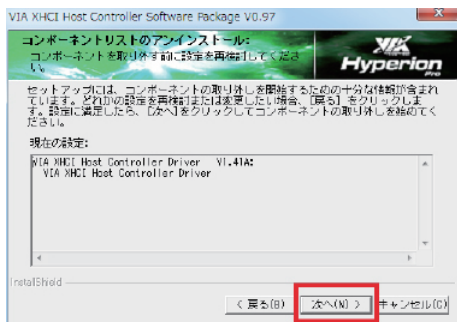 VIA XHCI Host Controller Software Package V0.97
コンポーネントリストのアンインストール:
コンポーネントを取り外す前に設定を再検討してくださ
い。
VIA
Hyperion
Pro
セットアップには、コンポーネントの取り外しを開始するための十分な情報が含まれ
ています。どれかの設定を再検討または変更したい場合、[戻る] をクリックしま
す。設定に満足したら、[次へ]をクリックしてコンポーネントの取り外しを始めてく
ださい。
現在の設定:
VIA XHCI Host Controller Driver V1.41A:
VIA XHCI Host Controller Driver
InstallShield
< 戻る(B)
次へ(N) >
キャンセル(C)